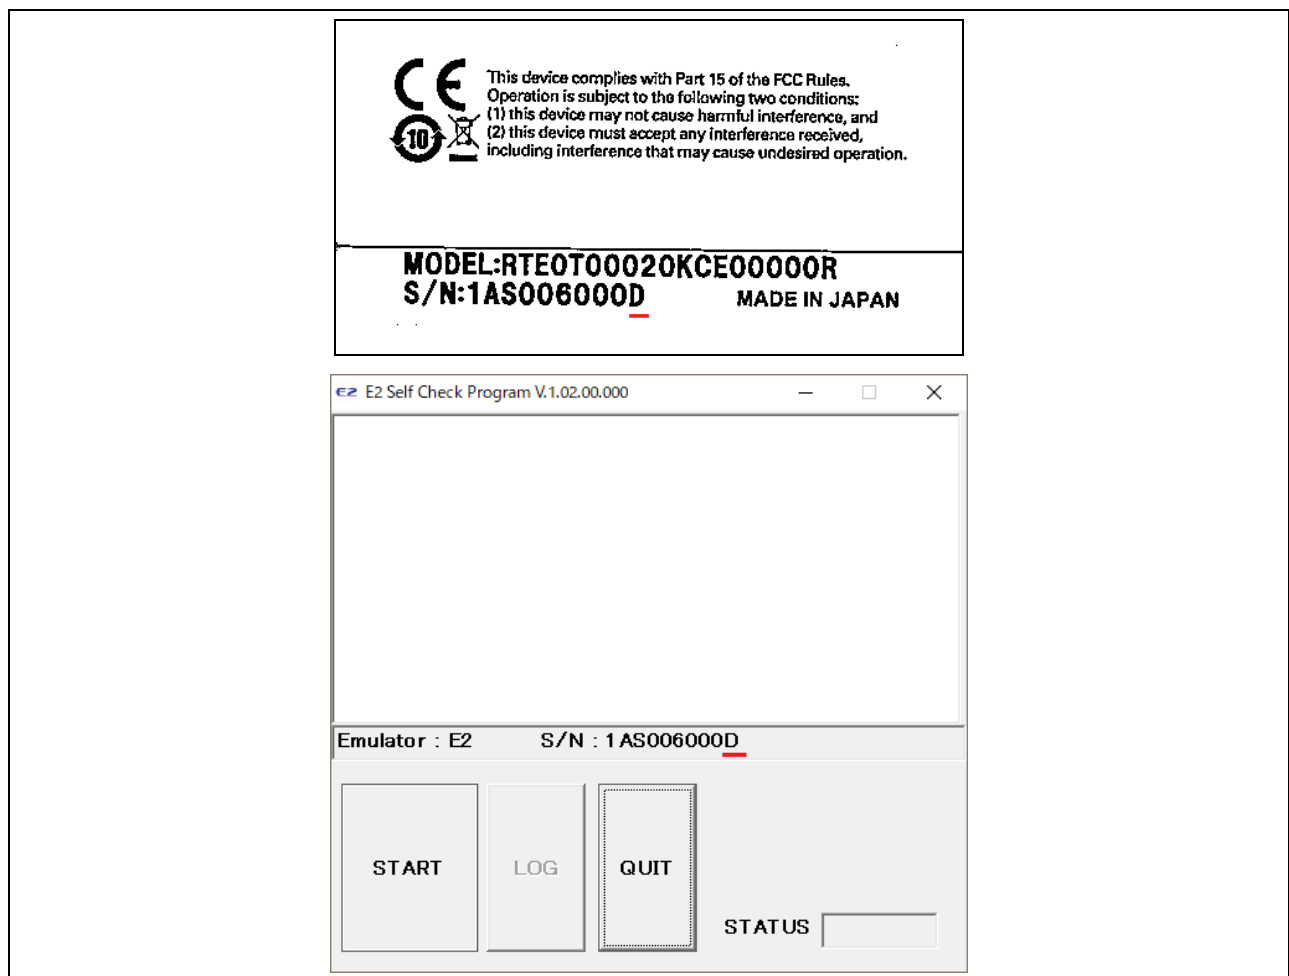 CE
This device complies with Part 15 of the FCC Rules.
Operation is subject to the following two conditions:
(1) this device may not cause harmful interference, and
(2) this device must accept any interference received,
including interference that may cause undesired operation.
10
MODEL:RTE0T00020KCE00000R
S/N:1AS006000D MADE IN JAPAN
E2 E2 Self Check Program V.1.02.00.000
Emulator : E2 S/N : 1AS006000D
START
LOG
QUIT
STATUS